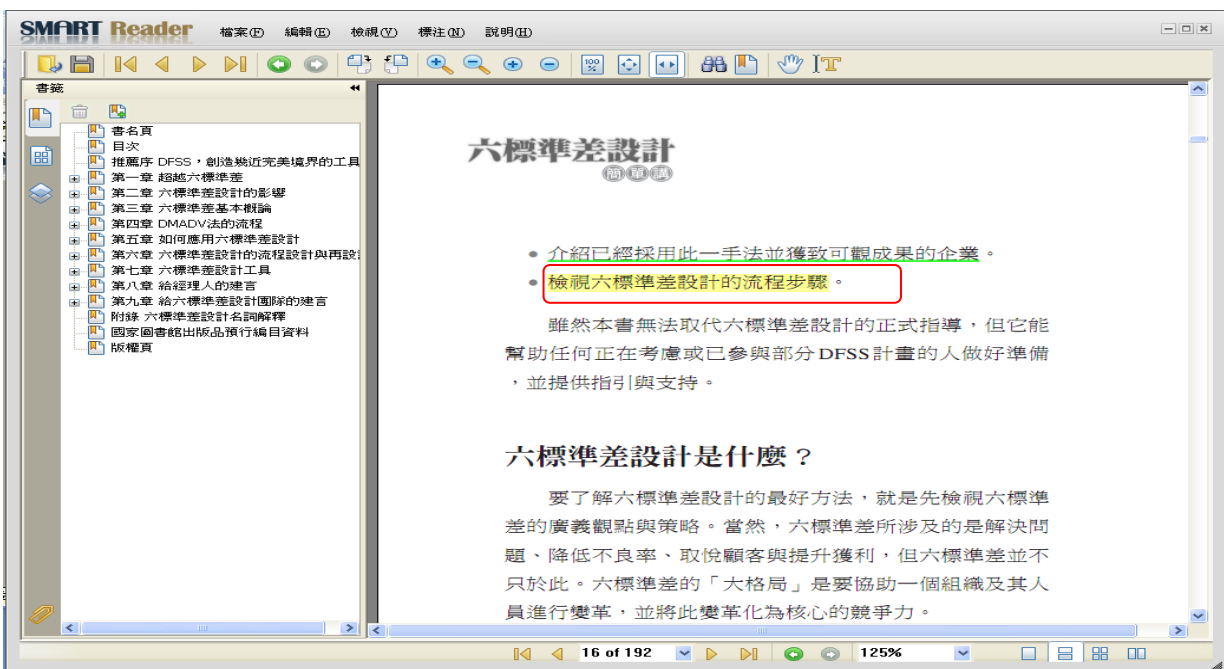 SMART Reader 檔案(F) 編輯(E) 檢視(V) 標注(N) 說明(H)
100%
書籤
書名頁
目次
推薦序 DFSS，創造幾近完美境界的工具
第一章 超越六標準差
第二章 六標準差設計的影響
第三章 六標準差基本概論
第四章 DMADV法的流程
第五章 如何應用六標準差設計
第六章 六標準差設計的流程設計與再設
第七章 六標準差設計工具
第八章 給經理人的建言
第九章 給六標準差設計團隊的建言
附錄 六標準差設計名詞解釋
國家圖書館出版品預行編目資料
版權頁
六標準差設計
簡單講
• 介紹已經採用此一手法並獲致可觀成果的企業。
• 檢視六標準差設計的流程步驟。
雖然本書無法取代六標準差設計的正式指導，但它能
幫助任何正在考慮或已參與部分DFSS計畫的人做好準備
，並提供指引與支持。
六標準差設計是什麼？
要了解六標準差設計的最好方法，就是先檢視六標準
差的廣義觀點與策略。當然，六標準差所涉及的是解決問
題、降低不良率、取悅顧客與提升獲利，但六標準差並不
只於此。六標準差的「大格局」是要協助一個組織及其人
員進行變革，並將此變革化為核心的競爭力。
16 of 192 125%